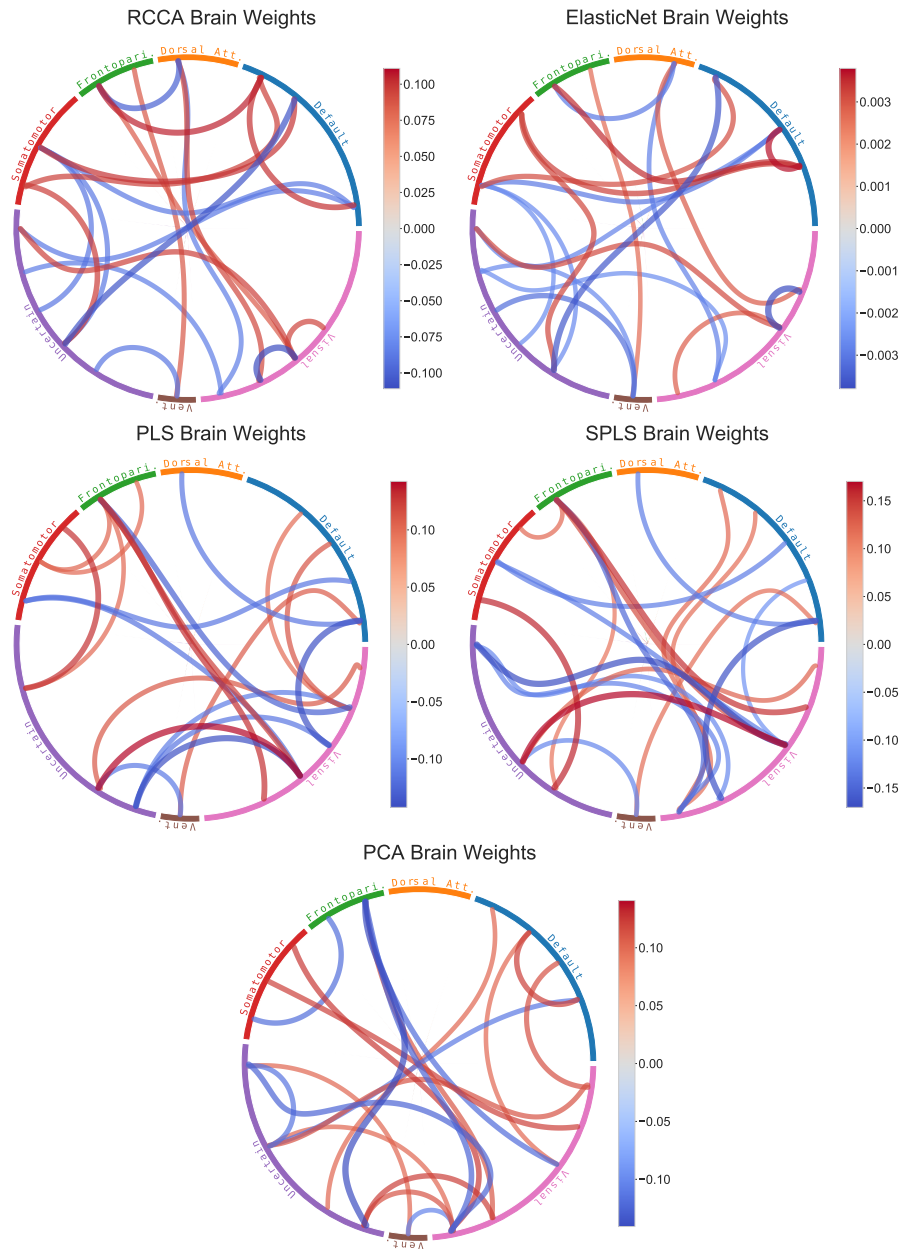 RCCA Brain Weights
Dorsal Att.
Frontopari.
Default
Somatomotor
Uncertain
Vent.
Visual
0.100
0.075
0.050
0.025
0.000
−0.025
−0.050
−0.075
−0.100
ElasticNet Brain Weights
Dorsal Att.
Frontopari.
Default
Somatomotor
Uncertain
Vent.
Visual
0.003
0.002
0.001
0.000
−0.001
−0.002
−0.003
PLS Brain Weights
Dorsal Att.
Frontopari.
Default
Somatomotor
Uncertain
Vent.
Visual
0.10
0.05
0.00
−0.05
−0.10
SPLS Brain Weights
Dorsal Att.
Frontopari.
Default
Somatomotor
Uncertain
Vent.
Visual
0.15
0.10
0.05
0.00
−0.05
−0.10
−0.15
PCA Brain Weights
Dorsal Att.
Frontopari.
Default
Somatomotor
Uncertain
Vent.
Visual
0.10
0.05
0.00
−0.05
−0.10